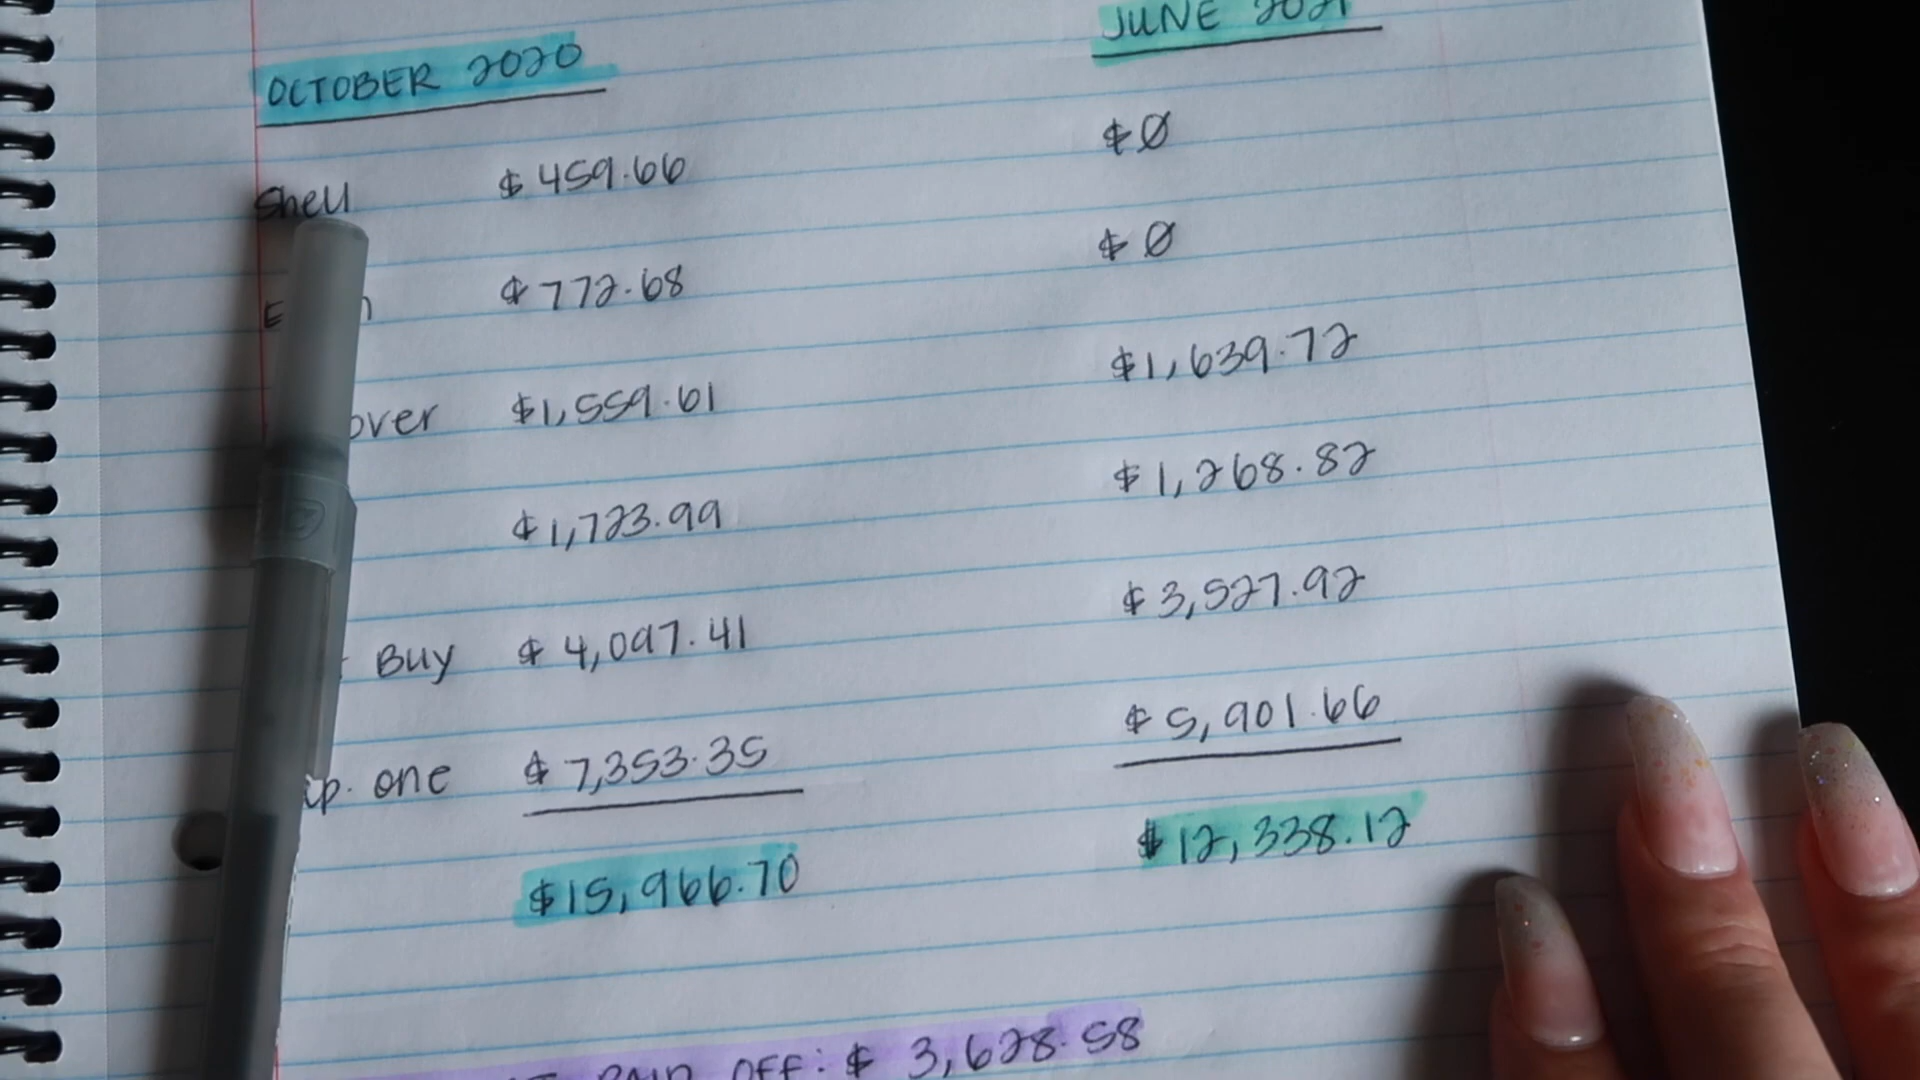 OCTOBER 2020 JUNE 2021
Shell $459.66 $0
$772.68 $0
over $1,559.61 $1,639.72
$1,723.99 $1,268.82
Buy $4,097.41 $3,527.92
p. one $7,353.35 $5,901.66
$15,966.70 $12,338.12
PAID OFF: $3,628.58